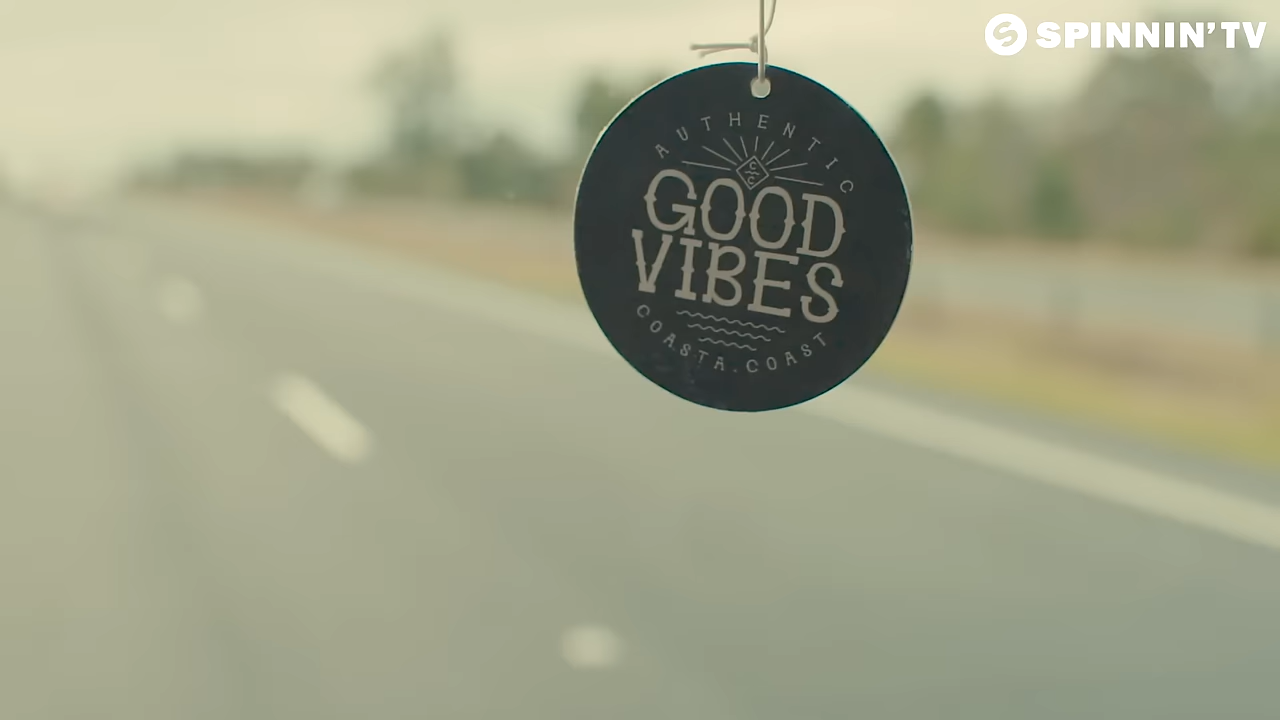 SPINNIN' TV
AUTHENTIC
C
C
GOOD
VIBES
COASTA.COAST